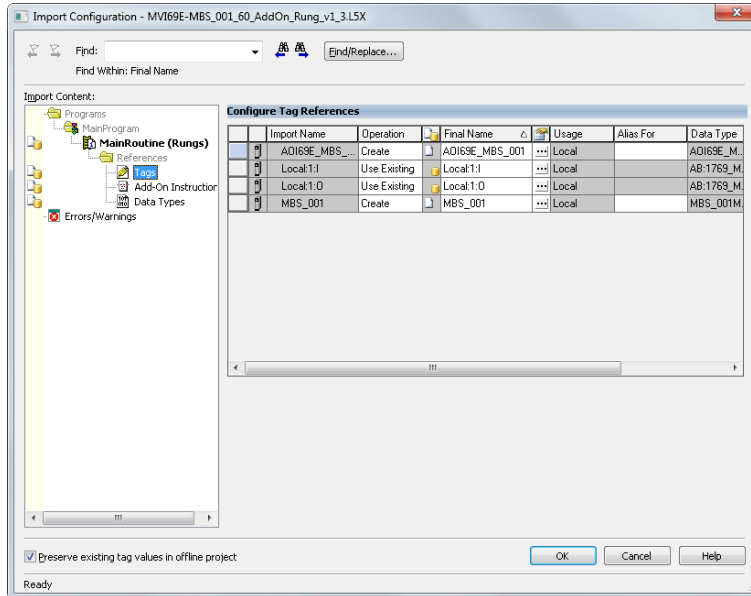 Import Configuration - MVI69E-MBS_001_60_AddOn_Rung_v1_3.L5X
Find:
Find/Replace...
Find Within: Final Name
Import Content:
Programs
MainProgram
MainRoutine (Rungs)
References
Tags
Add-On Instruction
Data Types
Errors/Warnings
Configure Tag References
Import Name Operation Final Name Usage Alias For Data Type
AOI69E_MBS_... Create AOI69E_MBS_001 ... Local AOI69E_M...
Local:1:I Use Existing Local:1:I ... Local AB:1769_M...
Local:1:O Use Existing Local:1:O ... Local AB:1769_M...
MBS_001 Create MBS_001 ... Local MBS_001M...
Preserve existing tag values in offline project
OK Cancel Help
Ready